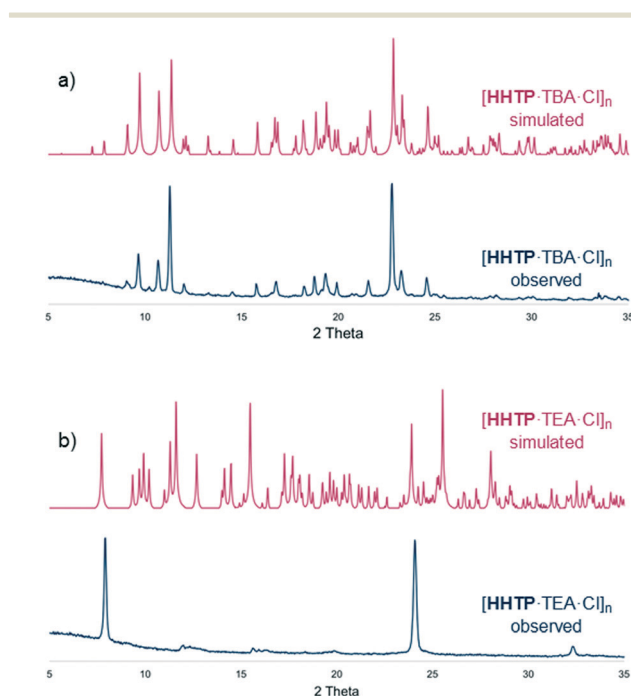 a)
[HHTP·TBA·Cl]n
simulated
[HHTP·TBA·Cl]n
observed
5 10 15 20 25 30 35
2 Theta
b)
[HHTP·TEA·Cl]n
simulated
[HHTP·TEA·Cl]n
observed
5 10 15 20 25 30 35
2 Theta